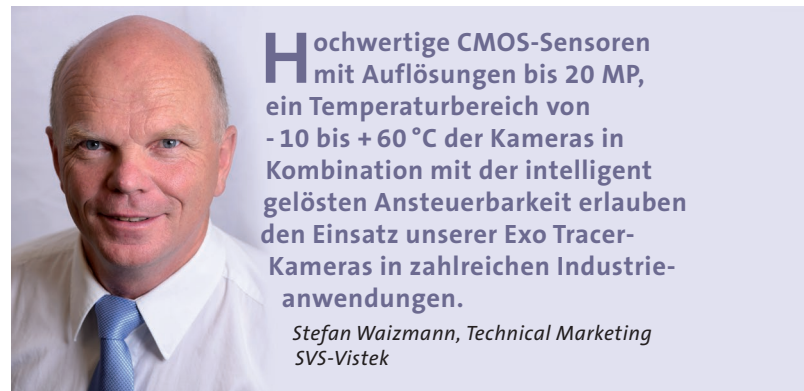 Hochwertige CMOS-Sensoren
mit Auflösungen bis 20 MP,
ein Temperaturbereich von
- 10 bis + 60 °C der Kameras in
Kombination mit der intelligent
gelösten Ansteuerbarkeit erlauben
den Einsatz unserer Exo Tracer-
Kameras in zahlreichen Industrie-
anwendungen.
Stefan Waizmann, Technical Marketing
SVS-Vistek